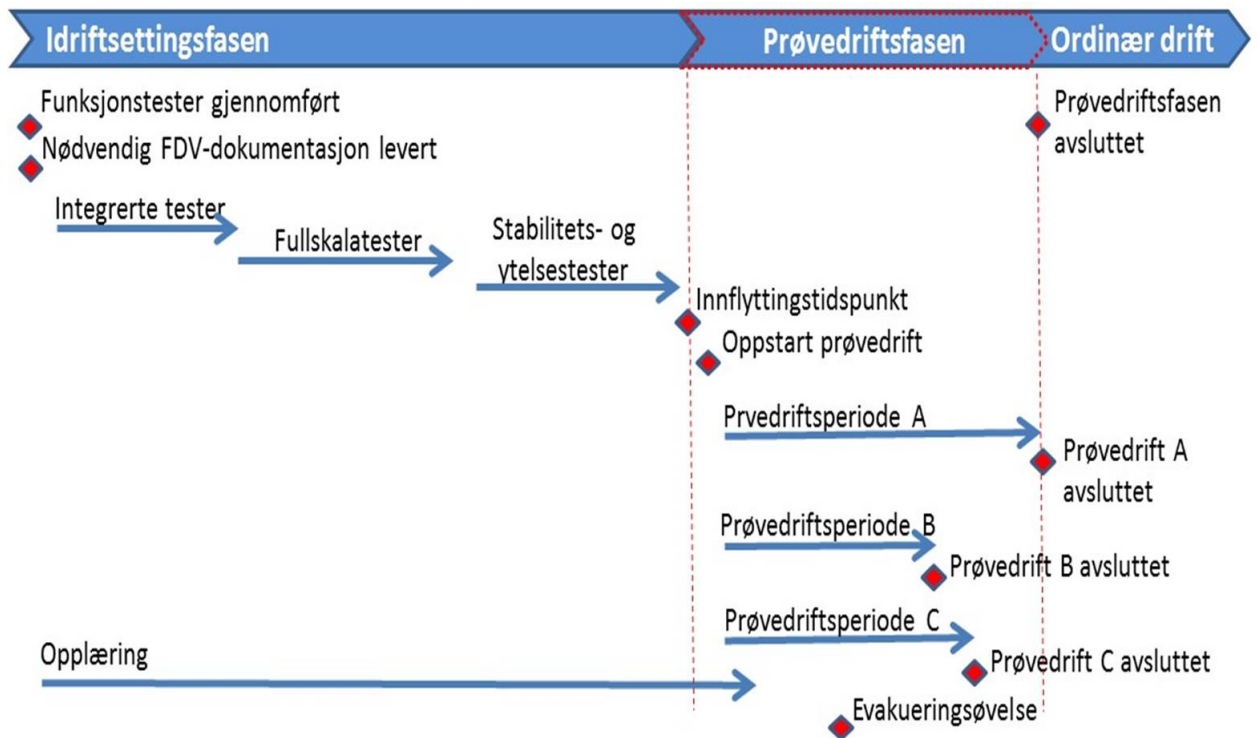 Idriftsettingsfasen
Prøvedriftsfasen
Ordinær drift
Funksjonstester gjennomført
Nødvendig FDV-dokumentasjon levert
Prøvedriftsfasen
avsluttet
Integrerte tester
Fullskalatester
Stabilitets- og
ytelsestester
Innflyttingstidspunkt
Oppstart prøvedrift
Prvedriftsperiode A
Prøvedrift A
avsluttet
Prøvedriftsperiode B
Prøvedrift B avsluttet
Prøvedriftsperiode C
Opplæring
Prøvedrift C avsluttet
Evakueringsøvelse